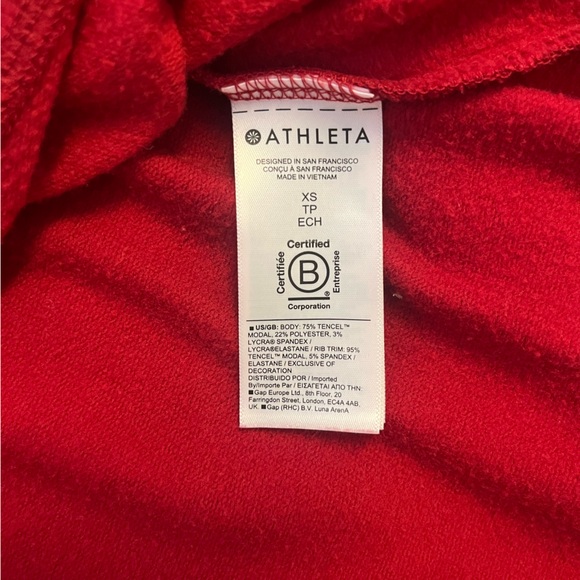 ATHLETA
DESIGNED IN SAN FRANCISCO
CONÇU À SAN FRANCISCO
MADE IN VIETNAM
XS
TP
ECH
Certified
Certifiée
B
®
Entreprise
Corporation
■ US/GB: BODY: 75% TENCEL™
MODAL, 22% POLYESTER, 3%
LYCRA® SPANDEX /
LYCRA®ELASTANE / RIB TRIM: 95%
TENCEL™ MODAL, 5% SPANDEX /
ELASTANE / EXCLUSIVE OF
DECORATION
DISTRIBUIDO POR / Imported
By/Importe Par / ΕΙΣΑΓΕΤΑΙ ΑΠΟ ΤΗΝ
■Gap Europe Ltd., 8th Floor, 20
Farringdon Street, London, EC4A 4AB,
UK. ■Gap (RHC) B.V. Luna ArenA